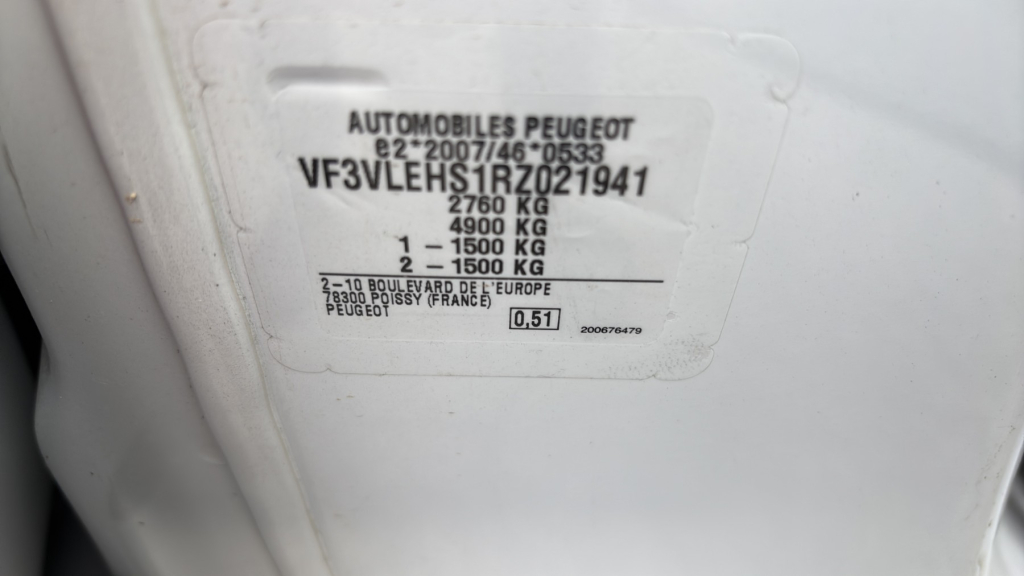 AUTOMOBILES PEUGEOT
e2*2007/46*0533
VF3VLEHS1RZ021941
2760 KG
4900 KG
1 – 1500 KG
2 – 1500 KG
2–10 BOULEVARD DE L'EUROPE
78300 POISSY (FRANCE)
PEUGEOT
0,51
200676479